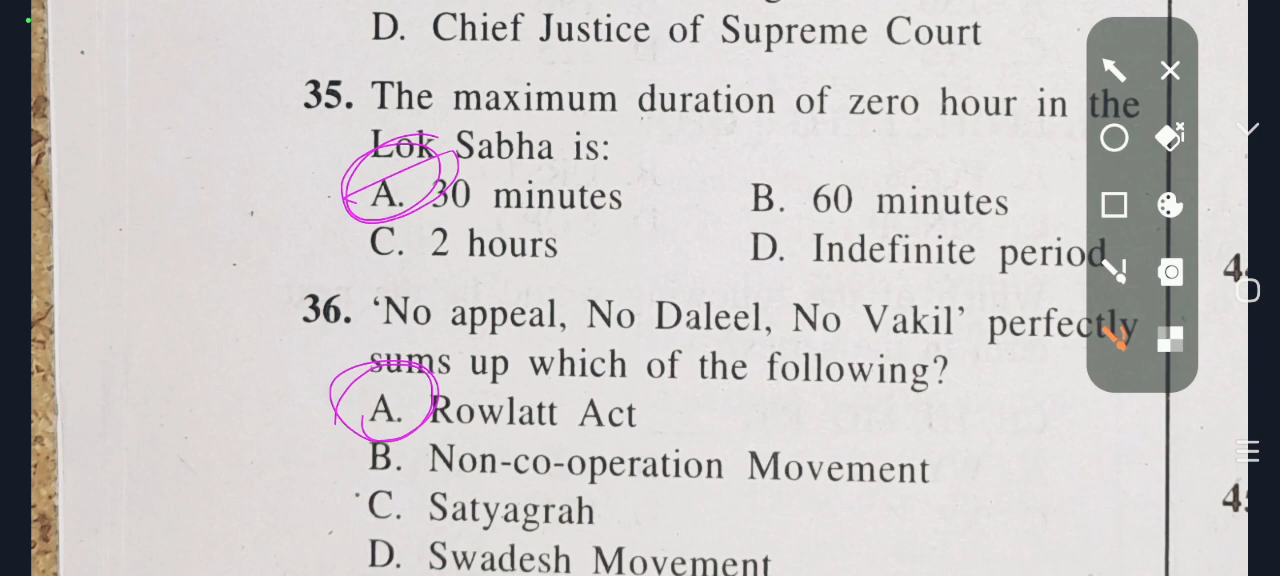 D. Chief Justice of Supreme Court
35. The maximum duration of zero hour in the
Lok Sabha is:
A. 30 minutes B. 60 minutes
C. 2 hours D. Indefinite period
36. ‘No appeal, No Daleel, No Vakil’ perfectly
sums up which of the following?
A. Rowlatt Act
B. Non-co-operation Movement
C. Satyagrah
D. Swadesh Movement